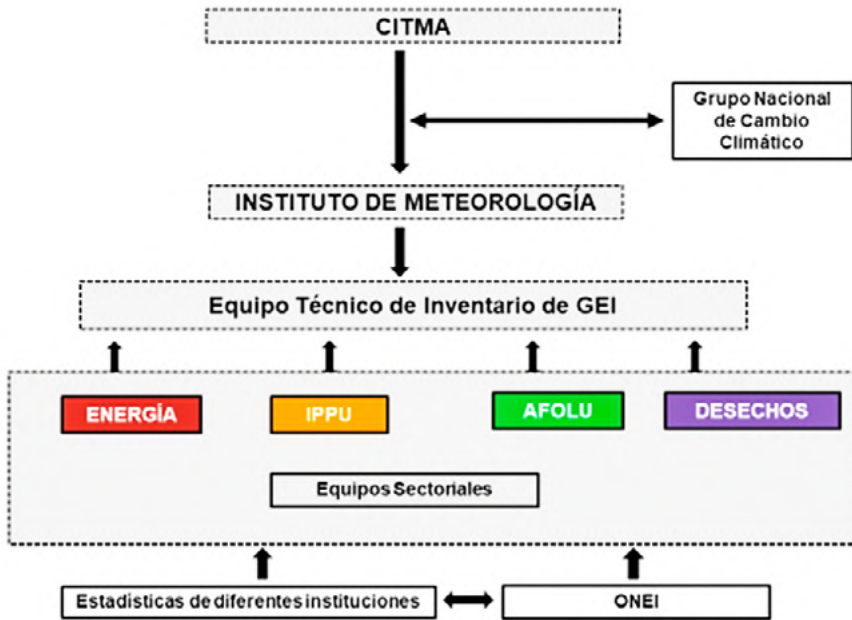 CITMA
Grupo Nacional
de Cambio
Climático
INSTITUTO DE METEOROLOGÍA
Equipo Técnico de Inventario de GEI
ENERGÍA
IPPU
AFOLU
DESECHOS
Equipos Sectoriales
Estadísticas de diferentes instituciones
ONEI